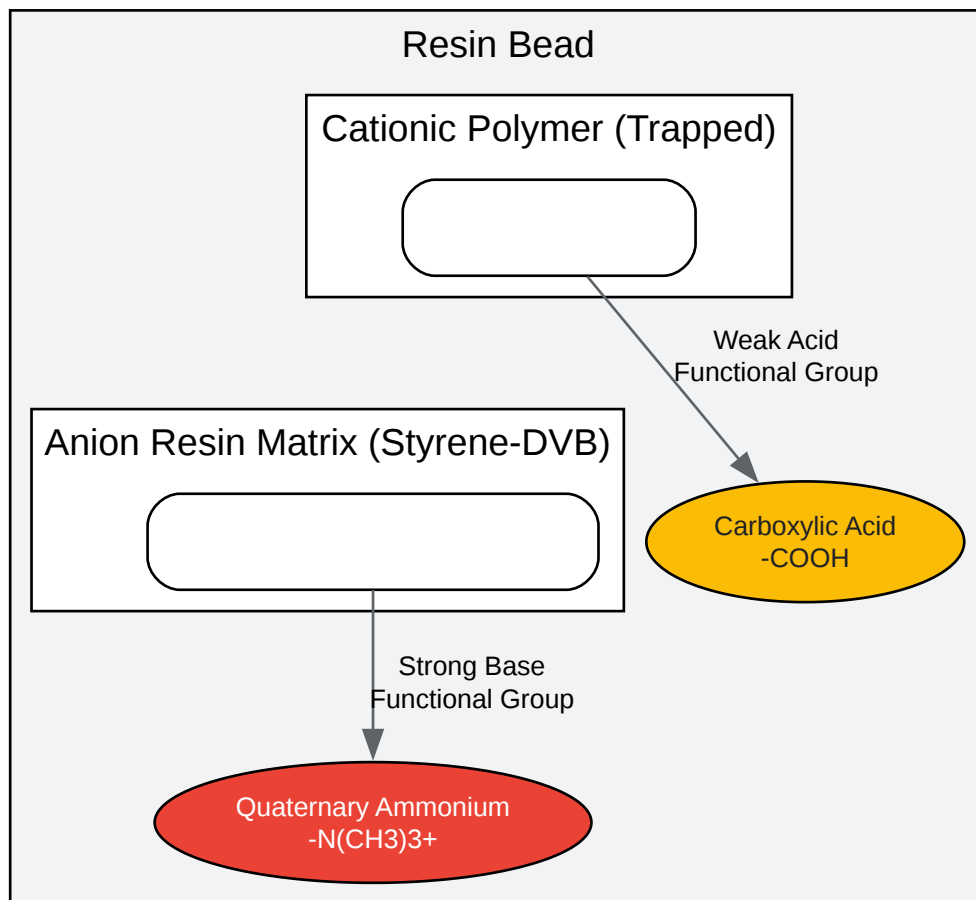 Resin Bead
Cationic Polymer (Trapped)
Weak Acid
Functional Group
Anion Resin Matrix (Styrene-DVB)
Carboxylic Acid
-COOH
Strong Base
Functional Group
Quaternary Ammonium
-N(CH3)3+